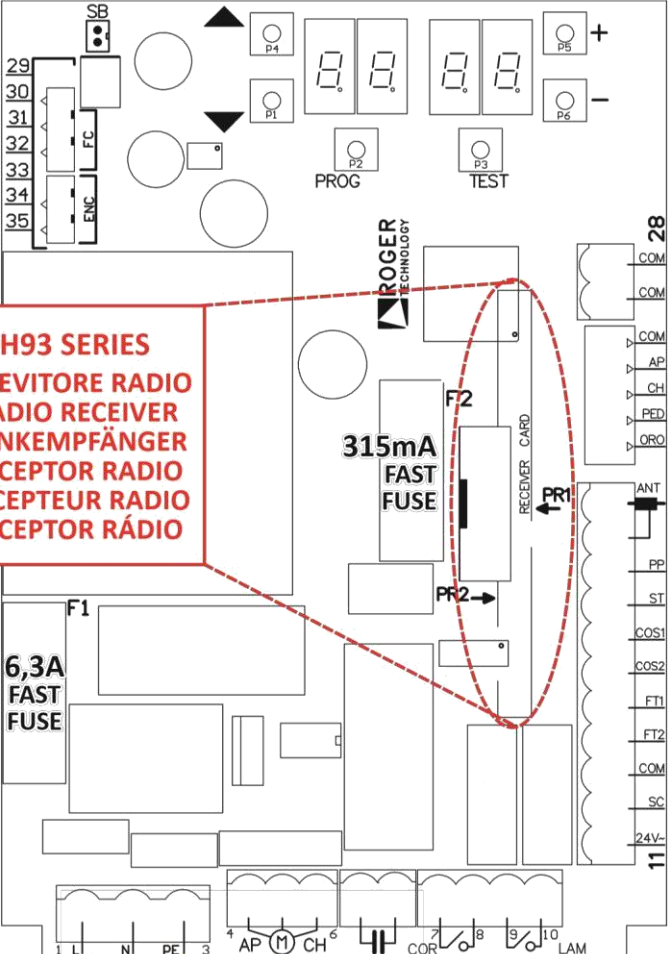 SB
29
30
31
32
33
34
35
FC
ENC
P4
P1
P2
PROG
P3
TEST
P5
+
P6
−
ROGER
TECHNOLOGY
28
COM
COM
COM
AP
CH
PED
ORO
ANT
PP
ST
COS1
COS2
FT1
FT2
COM
SC
24V~
11
H93 SERIES
EVITORE RADIO
ADIO RECEIVER
NKEMPFÄNGER
CEPTOR RADIO
CEPTEUR RADIO
CEPTOR RÁDIO
F2
315mA
FAST
FUSE
RECEIVER CARD
PR1
PR2
F1
6,3A
FAST
FUSE
1 L N PE 3
4 AP M CH 6
COR 7 8 9 10 LAM